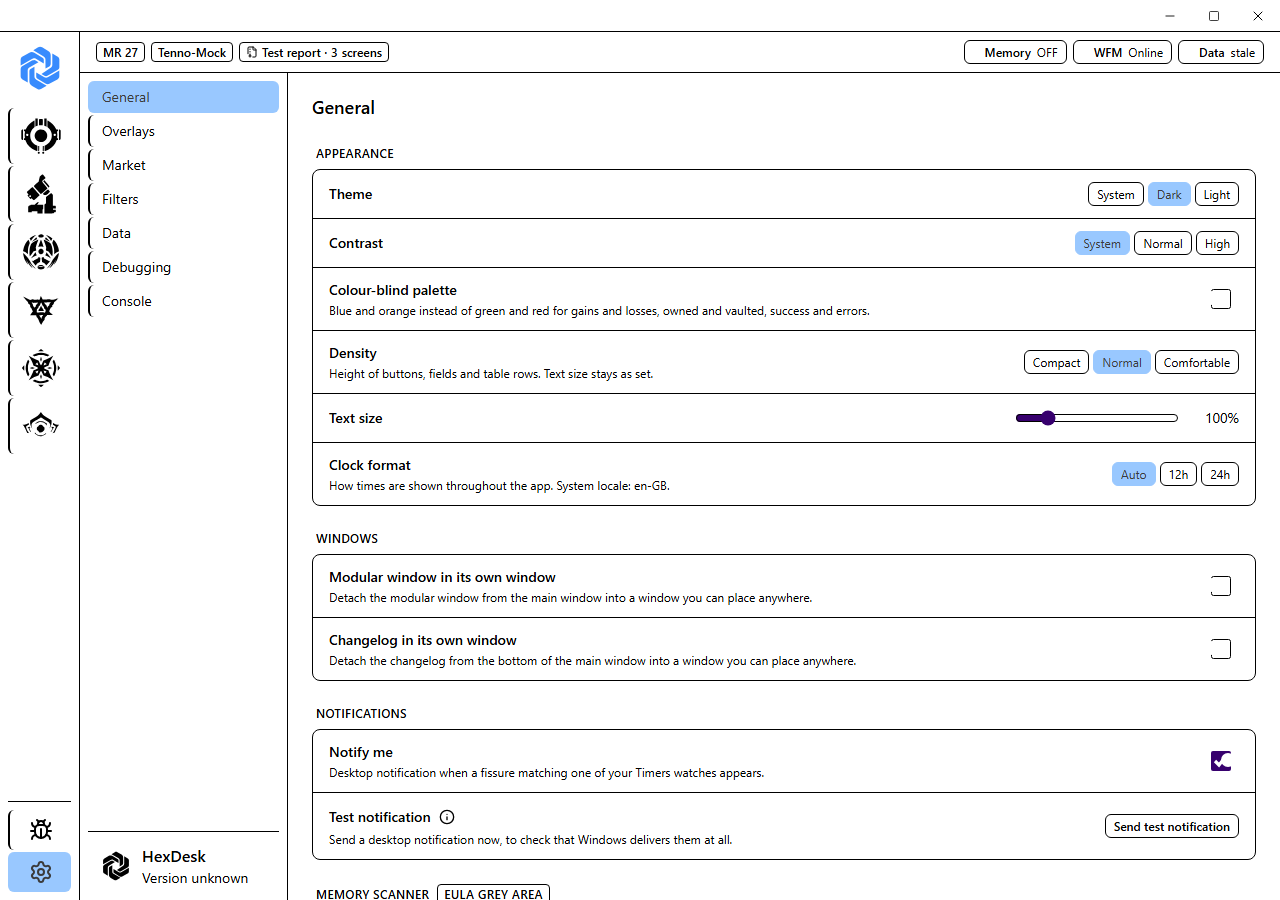 MR 27
Tenno-Mock
Test report · 3 screens
Memory OFF
WFM Online
Data stale
General
Overlays
Market
Filters
Data
Debugging
Console
HexDesk
Version unknown
General
APPEARANCE
Theme
System
Dark
Light
Contrast
System
Normal
High
Colour-blind palette
Blue and orange instead of green and red for gains and losses, owned and vaulted, success and errors.
Density
Height of buttons, fields and table rows. Text size stays as set.
Compact
Normal
Comfortable
Text size
100%
Clock format
How times are shown throughout the app. System locale: en-GB.
Auto
12h
24h
WINDOWS
Modular window in its own window
Detach the modular window from the main window into a window you can place anywhere.
Changelog in its own window
Detach the changelog from the bottom of the main window into a window you can place anywhere.
NOTIFICATIONS
Notify me
Desktop notification when a fissure matching one of your Timers watches appears.
Test notification
Send a desktop notification now, to check that Windows delivers them at all.
Send test notification
MEMORY SCANNER
EULA GREY AREA